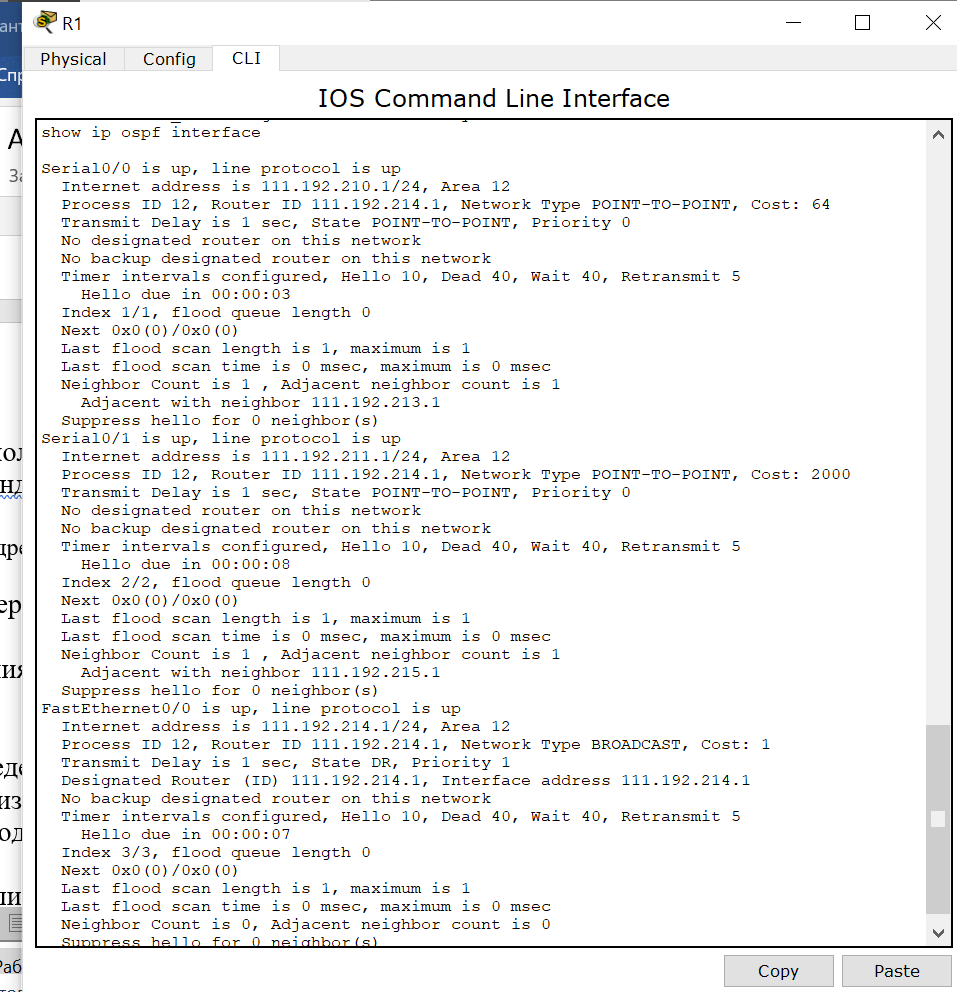 R1
Physical Config CLI
IOS Command Line Interface
show ip ospf interface
Serial0/0 is up, line protocol is up
Internet address is 111.192.210.1/24, Area 12
Process ID 12, Router ID 111.192.214.1, Network Type POINT-TO-POINT, Cost: 64
Transmit Delay is 1 sec, State POINT-TO-POINT, Priority 0
No designated router on this network
No backup designated router on this network
Timer intervals configured, Hello 10, Dead 40, Wait 40, Retransmit 5
Hello due in 00:00:03
Index 1/1, flood queue length 0
Next 0x0(0)/0x0(0)
Last flood scan length is 1, maximum is 1
Last flood scan time is 0 msec, maximum is 0 msec
Neighbor Count is 1 , Adjacent neighbor count is 1
Adjacent with neighbor 111.192.213.1
Suppress hello for 0 neighbor(s)
Serial0/1 is up, line protocol is up
Internet address is 111.192.211.1/24, Area 12
Process ID 12, Router ID 111.192.214.1, Network Type POINT-TO-POINT, Cost: 2000
Transmit Delay is 1 sec, State POINT-TO-POINT, Priority 0
No designated router on this network
No backup designated router on this network
Timer intervals configured, Hello 10, Dead 40, Wait 40, Retransmit 5
Hello due in 00:00:08
Index 2/2, flood queue length 0
Next 0x0(0)/0x0(0)
Last flood scan length is 1, maximum is 1
Last flood scan time is 0 msec, maximum is 0 msec
Neighbor Count is 1 , Adjacent neighbor count is 1
Adjacent with neighbor 111.192.215.1
Suppress hello for 0 neighbor(s)
FastEthernet0/0 is up, line protocol is up
Internet address is 111.192.214.1/24, Area 12
Process ID 12, Router ID 111.192.214.1, Network Type BROADCAST, Cost: 1
Transmit Delay is 1 sec, State DR, Priority 1
Designated Router (ID) 111.192.214.1, Interface address 111.192.214.1
No backup designated router on this network
Timer intervals configured, Hello 10, Dead 40, Wait 40, Retransmit 5
Hello due in 00:00:07
Index 3/3, flood queue length 0
Next 0x0(0)/0x0(0)
Last flood scan length is 1, maximum is 1
Last flood scan time is 0 msec, maximum is 0 msec
Neighbor Count is 0, Adjacent neighbor count is 0
Suppress hello for 0 neighbor(s)
Copy Paste